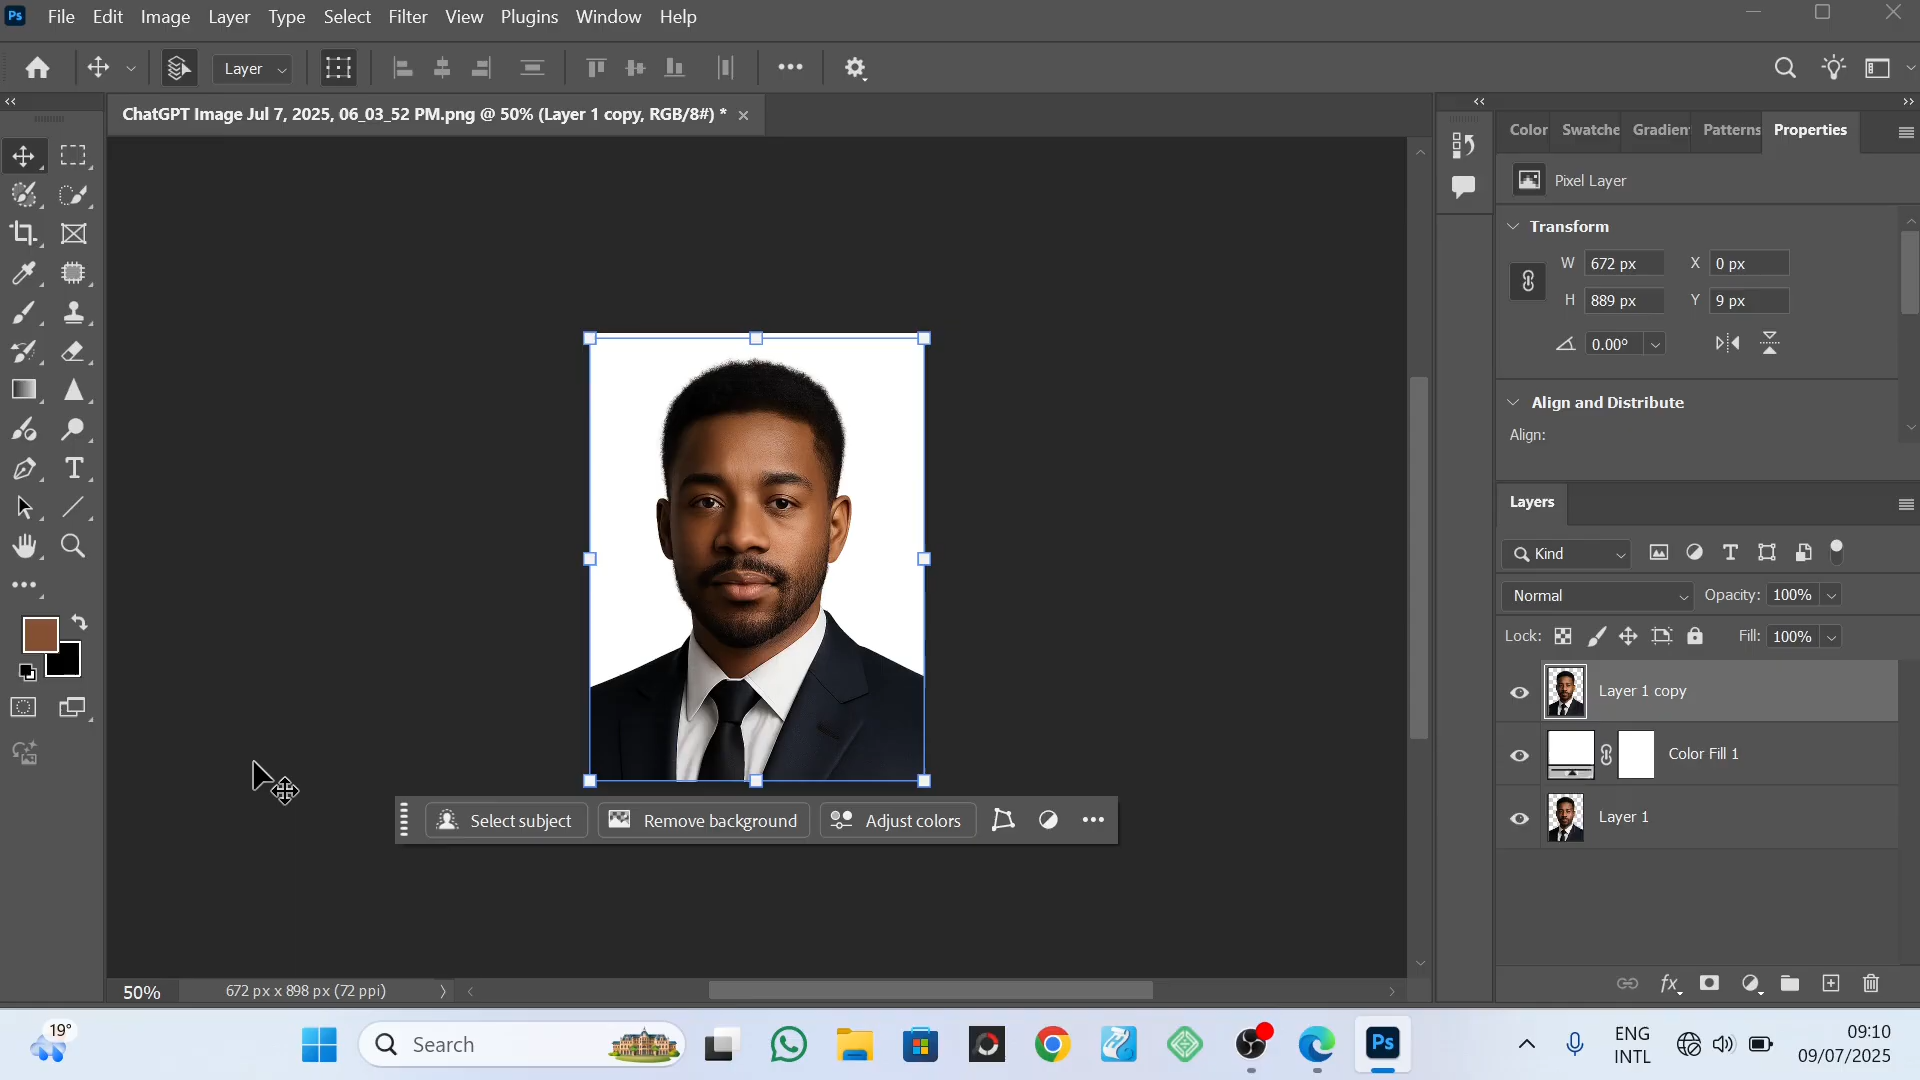 Ps File Edit Image Layer Type Select Filter View Plugins Window Help
Layer
ChatGPT Image Jul 7, 2025, 06_03_52 PM.png @ 50% (Layer 1 copy, RGB/8#) *
Color Swatche Gradien Patterns Properties
Pixel Layer
Transform
W 672 px X 0 px
H 889 px Y 9 px
0.00º
Align and Distribute
Align:
Layers
Kind
Normal Opacity: 100%
Lock: Fill: 100%
Layer 1 copy
Color Fill 1
Layer 1
Select subject Remove background Adjust colors
50% 672 px x 898 px (72 ppi)
fx
19°
Search
Ps
ENG
INTL
09:10
09/07/2025